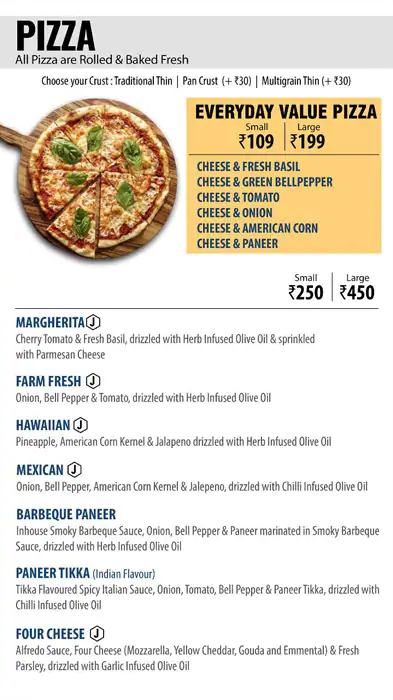 PIZZA
All Pizza are Rolled & Baked Fresh
Choose your Crust : Traditional Thin | Pan Crust (+ ₹30) | Multigrain Thin (+ ₹30)
EVERYDAY VALUE PIZZA
Small Large
₹109 ₹199
CHEESE & FRESH BASIL
CHEESE & GREEN BELLPEPPER
CHEESE & TOMATO
CHEESE & ONION
CHEESE & AMERICAN CORN
CHEESE & PANEER
Small Large
₹250 ₹450
MARGHERITA J
Cherry Tomato & Fresh Basil, drizzled with Herb Infused Olive Oil & sprinkled
with Parmesan Cheese
FARM FRESH J
Onion, Bell Pepper & Tomato, drizzled with Herb Infused Olive Oil
HAWAIIAN J
Pineapple, American Corn Kernel & Jalapeno drizzled with Herb Infused Olive Oil
MEXICAN J
Onion, Bell Pepper, American Corn Kernel & Jalepeno, drizzled with Chilli Infused Olive Oil
BARBEQUE PANEER
Inhouse Smoky Barbeque Sauce, Onion, Bell Pepper & Paneer marinated in Smoky Barbeque
Sauce, drizzled with Herb Infused Olive Oil
PANEER TIKKA (Indian Flavour)
Tikka Flavoured Spicy Italian Sauce, Onion, Tomato, Bell Pepper & Paneer Tikka, drizzled with
Chilli Infused Olive Oil
FOUR CHEESE J
Alfredo Sauce, Four Cheese (Mozzarella, Yellow Cheddar, Gouda and Emmental) & Fresh
Parsley, drizzled with Garlic Infused Olive Oil